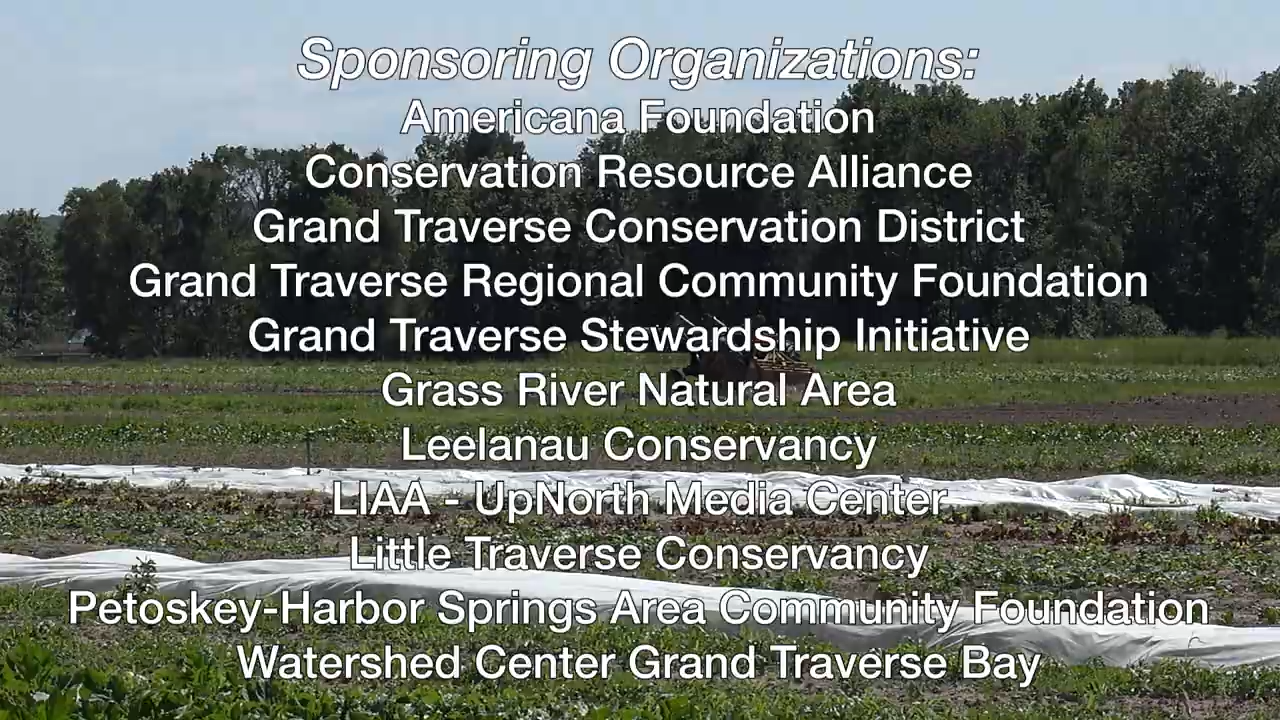 Sponsoring Organizations:
Americana Foundation
Conservation Resource Alliance
Grand Traverse Conservation District
Grand Traverse Regional Community Foundation
Grand Traverse Stewardship Initiative
Grass River Natural Area
Leelanau Conservancy
LIAA - UpNorth Media Center
Little Traverse Conservancy
Petoskey-Harbor Springs Area Community Foundation
Watershed Center Grand Traverse Bay